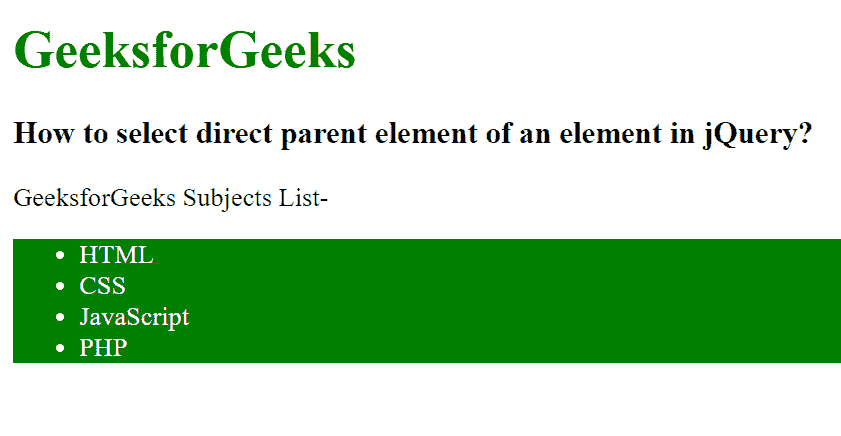 GeeksforGeeks
How to select direct parent element of an element in jQuery?
GeeksforGeeks Subjects List-
HTML
CSS
JavaScript
PHP